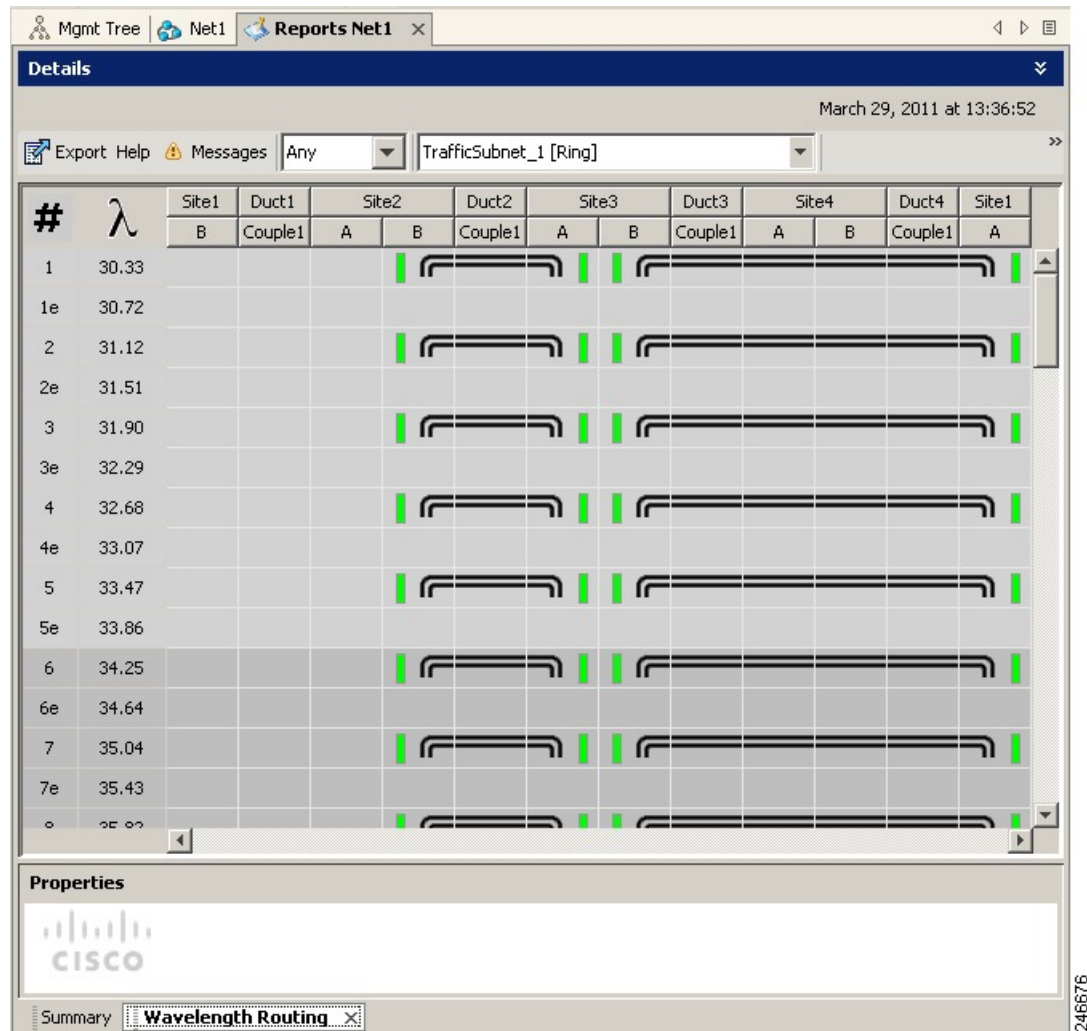 Mgmt Tree Net1 Reports Net1
Details
March 29, 2011 at 13:36:52
Export Help Messages Any TrafficSubnet_1 [Ring]
# λ Site1 Duct1 Site2 Duct2 Site3 Duct3 Site4 Duct4 Site1
B Couple1 A B Couple1 A B Couple1 A B Couple1 A
1 30.33
1e 30.72
2 31.12
2e 31.51
3 31.90
3e 32.29
4 32.68
4e 33.07
5 33.47
5e 33.86
6 34.25
6e 34.64
7 35.04
7e 35.43
Properties
CISCO
Summary Wavelength Routing
246676